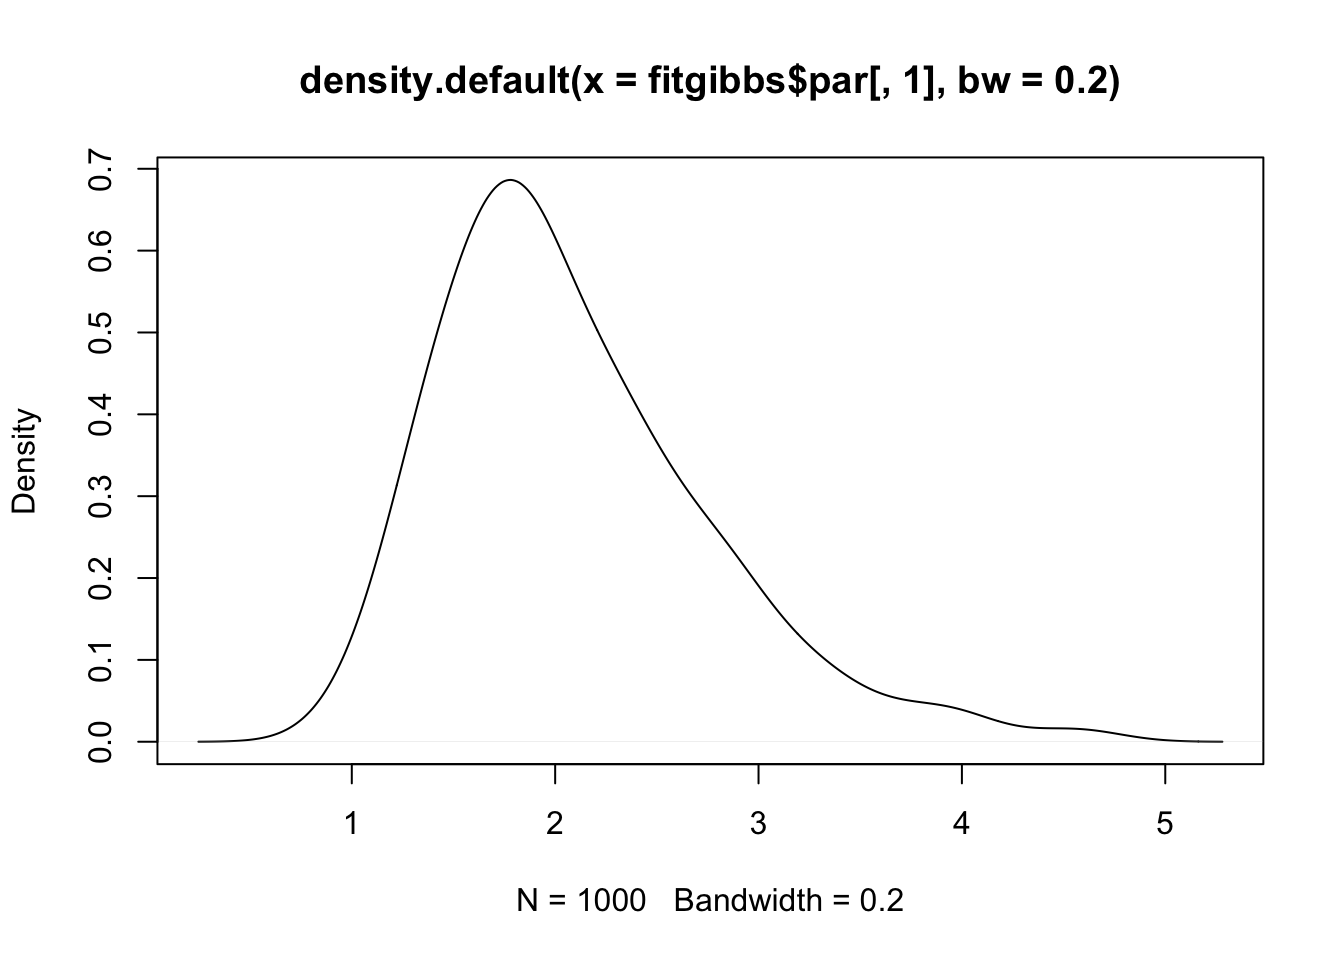 density.default(x = fitgibbs$par[, 1], bw = 0.2)
Density
0.7
0.6
0.5
0.4
0.3
0.2
0.1
0.0
1 2 3 4 5
N = 1000 Bandwidth = 0.2